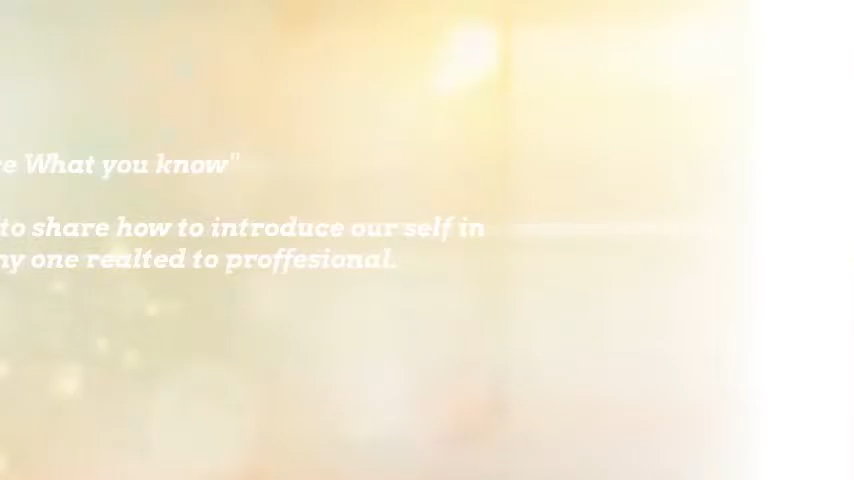 What you know"
to share how to introduce our self in
one realted to proffesional.